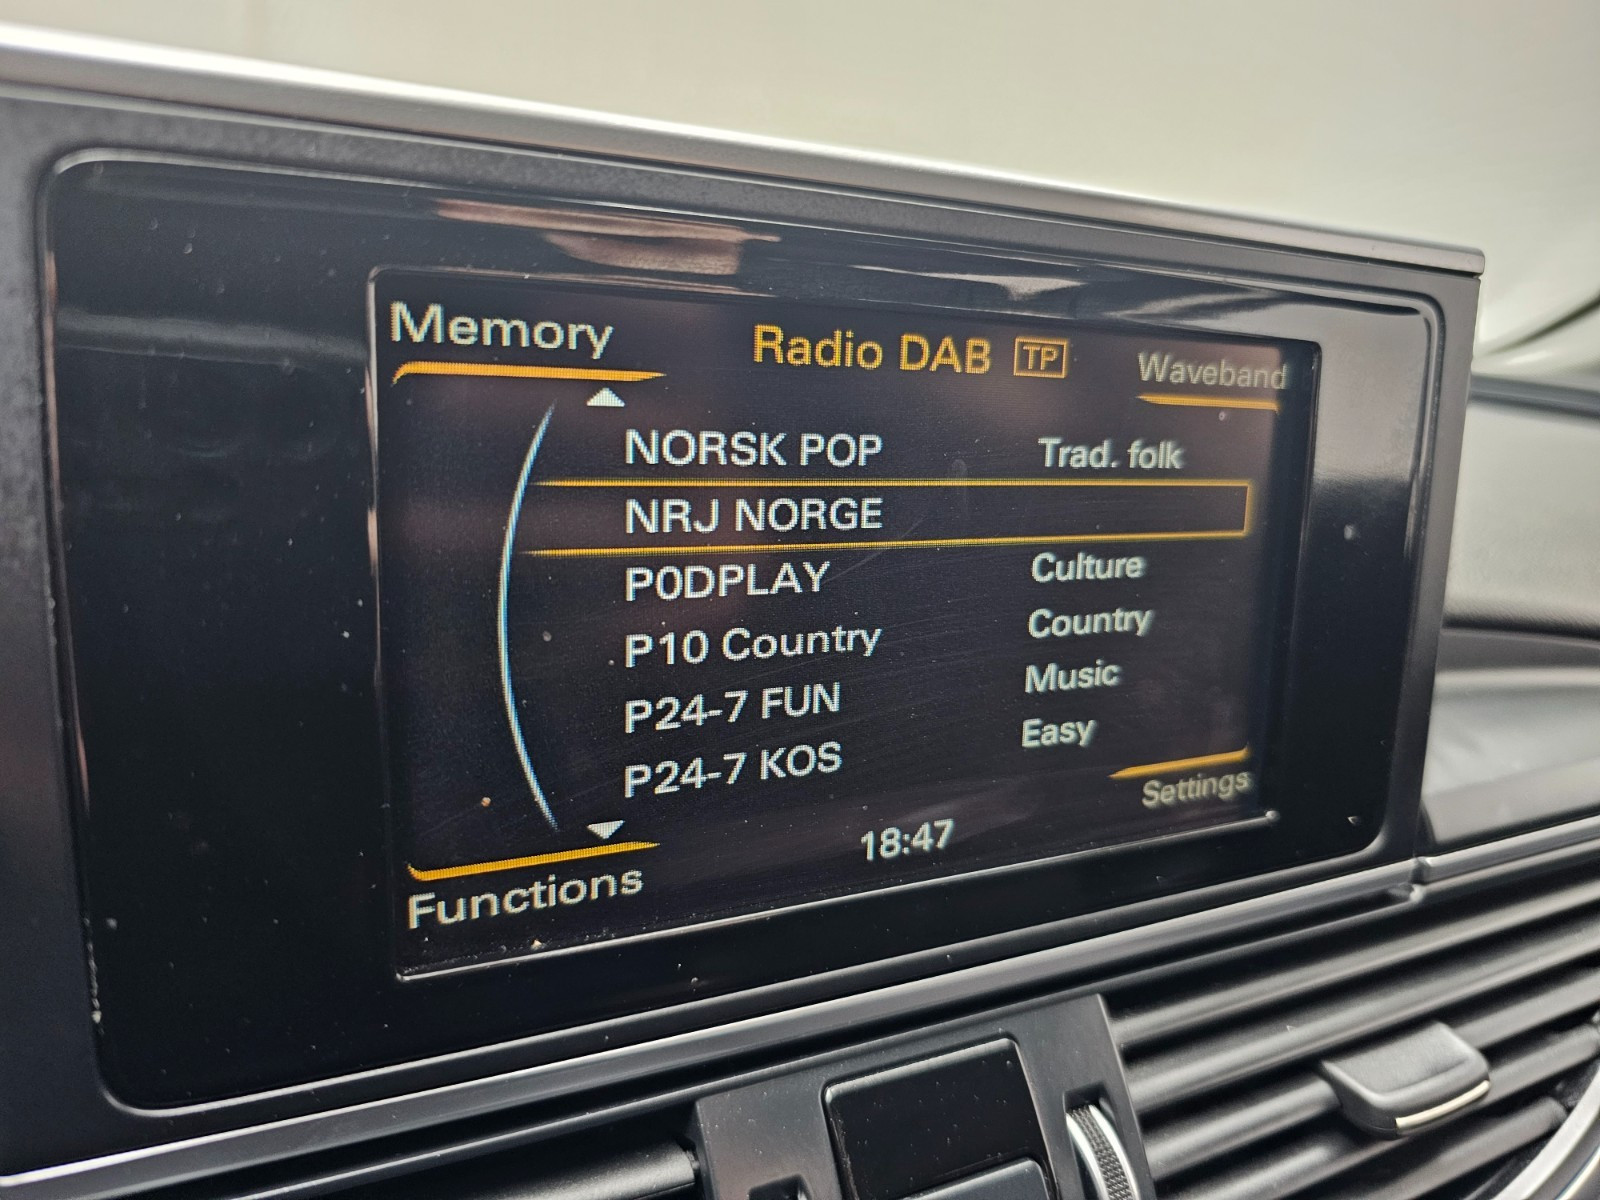 Memory Radio DAB TP Waveband
NORSK POP Trad. folk
NRJ NORGE
P0DPLAY Culture
P10 Country Country
P24-7 FUN Music
P24-7 KOS Easy
Settings
18:47
Functions